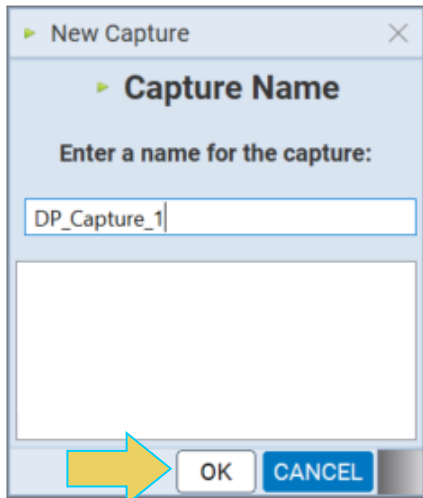 New Capture
Capture Name
Enter a name for the capture:
DP_Capture_1
OK CANCEL